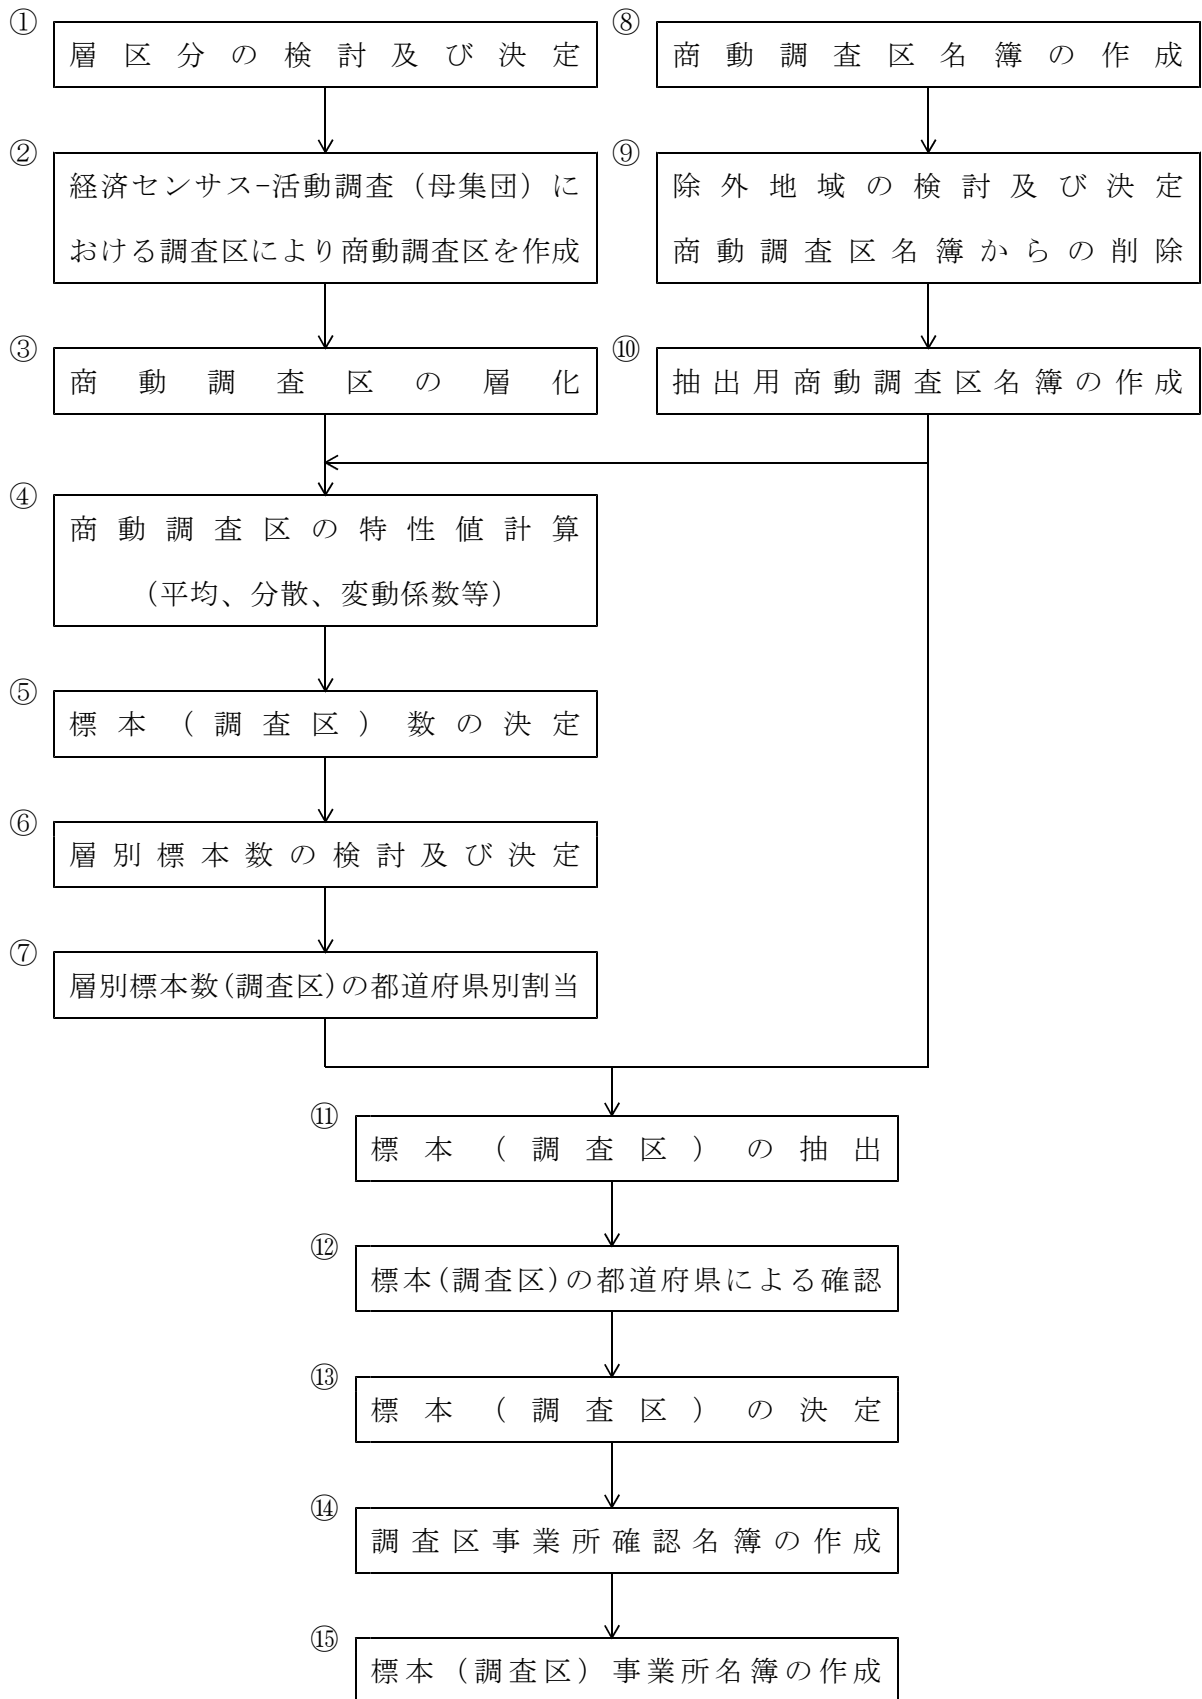 ①
層区分の検討及び決定
②
経済センサス-活動調査（母集団）に
おける調査区により商動調査区を作成
③
商動調査区の層化
④
商動調査区の特性値計算
（平均、分散、変動係数等）
⑤
標本（調査区）数の決定
⑥
層別標本数の検討及び決定
⑦
層別標本数(調査区)の都道府県別割当
⑧
商動調査区名簿の作成
⑨
除外地域の検討及び決定
商動調査区名簿からの削除
⑩
抽出用商動調査区名簿の作成
⑪
標本（調査区）の抽出
⑫
標本(調査区)の都道府県による確認
⑬
標本（調査区）の決定
⑭
調査区事業所確認名簿の作成
⑮
標本（調査区）事業所名簿の作成